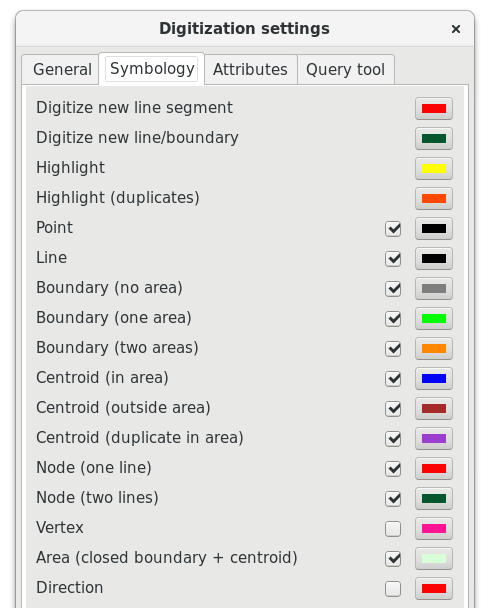 Digitization settings
General Symbology Attributes Query tool
Digitize new line segment
Digitize new line/boundary
Highlight
Highlight (duplicates)
Point
Line
Boundary (no area)
Boundary (one area)
Boundary (two areas)
Centroid (in area)
Centroid (outside area)
Centroid (duplicate in area)
Node (one line)
Node (two lines)
Vertex
Area (closed boundary + centroid)
Direction